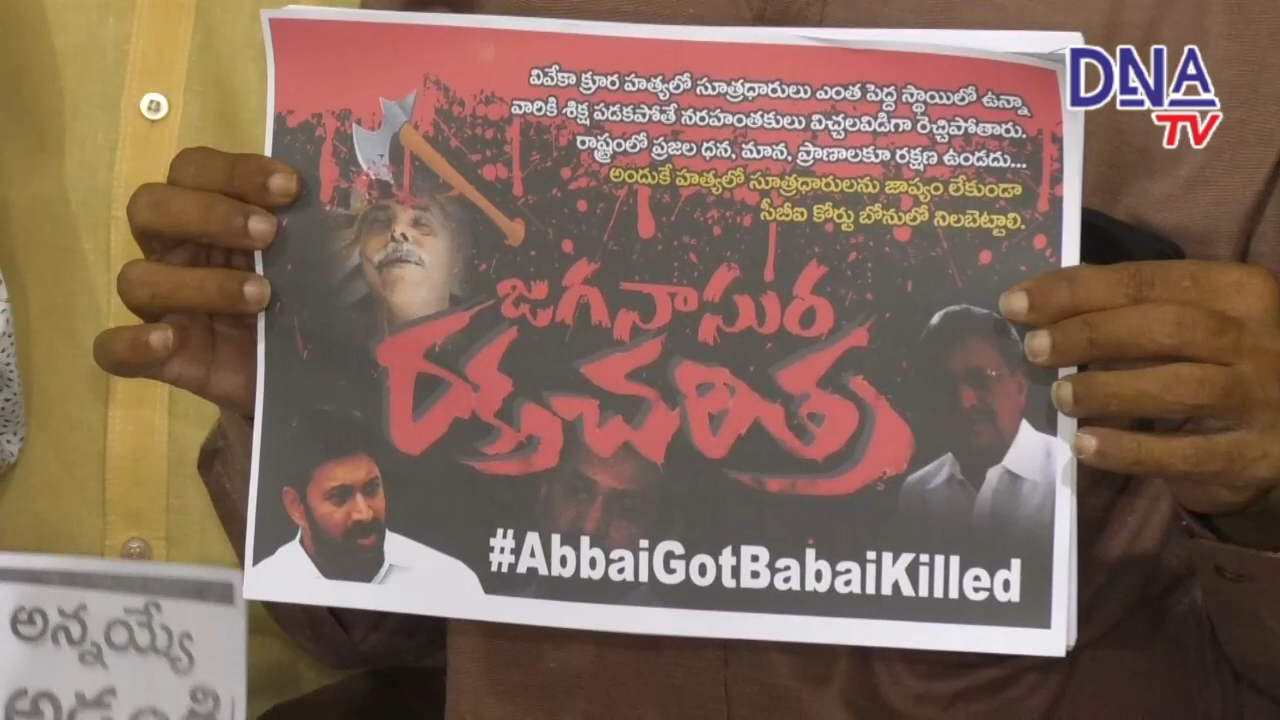 DNA
TV
వివేకా క్రూర హత్యలో సూత్రధారులు ఎంత పెద్ద స్థాయిలో ఉన్నా
వారికి శిక్ష పడకపోతే నరహంతకులు విచ్చలవిడిగా రెచ్చిపోతారు.
రాష్ట్రంలో ప్రజల ధన, మాన, ప్రాణాలకూ రక్షణ ఉండదు...
అందుకే హత్యలో సూత్రధారులను జాప్యం లేకుండా
సీబీఐ కోర్టు బోనులో నిలబెట్టాలి.
జగనాసుర
రక్తచరిత్ర
#AbbaiGotBabaiKilled
అన్నయ్యే